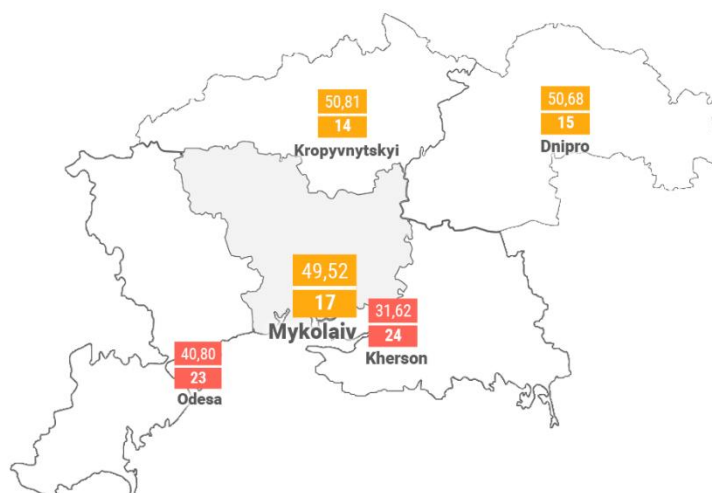 50,81
14
Kropyvnytskyi
50,68
15
Dnipro
49,52
17
Mykolaiv
31,62
24
Kherson
40,80
23
Odesa